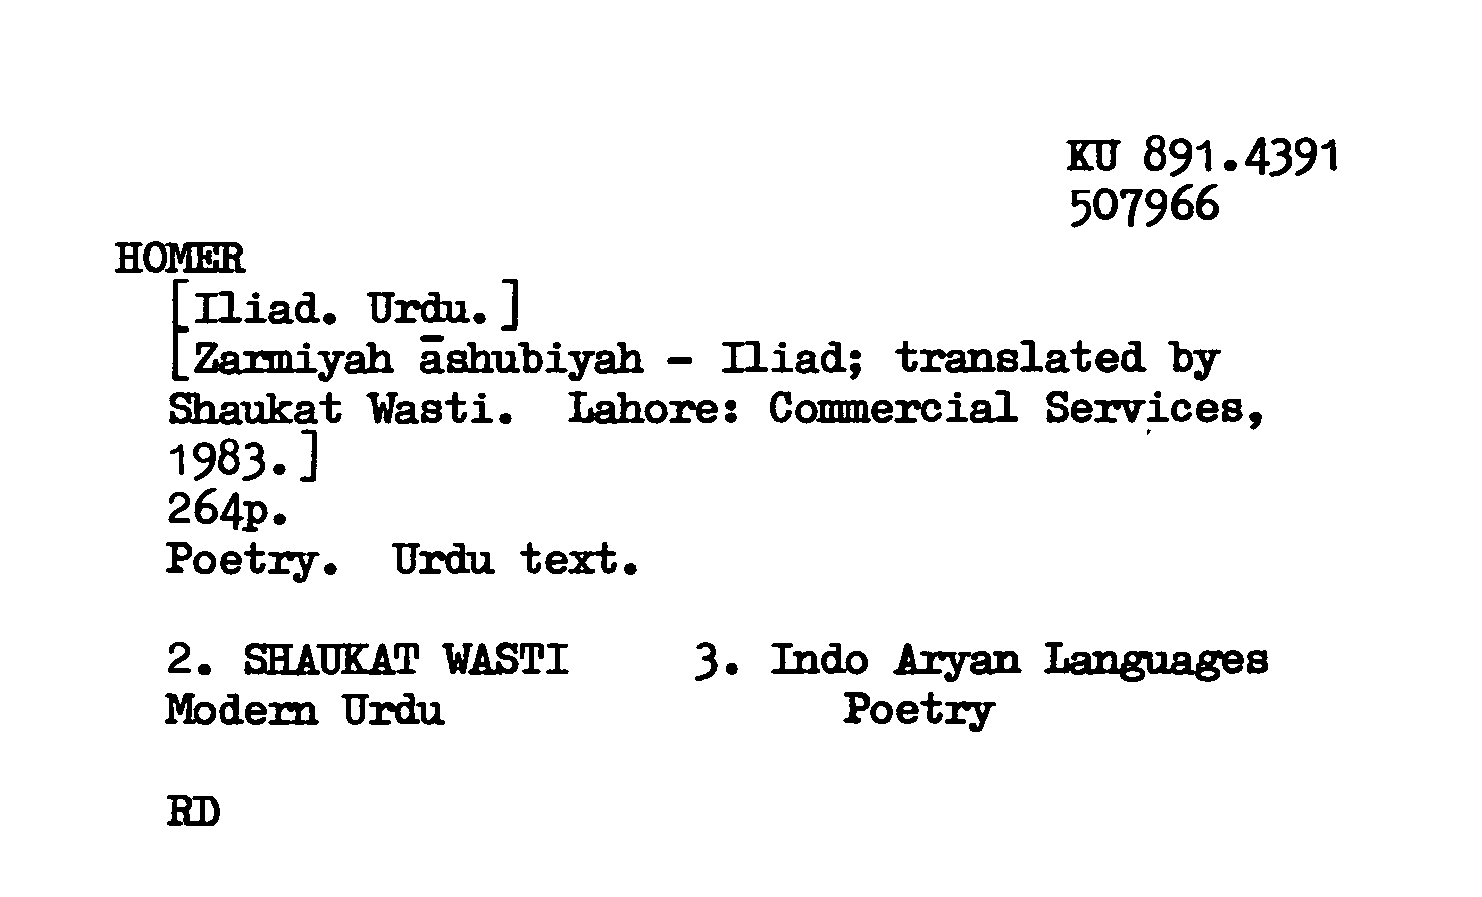 KU 891.4391
507966
HOMER
[Iliad. Urdu.]
[Zarmiyah āshubiyah - Iliad; translated by
Shaukat Wasti. Lahore: Commercial Services,
1983.]
264p.
Poetry. Urdu text.
2. SHAUKAT WASTI 3. Indo Aryan Languages
Modern Urdu Poetry
RD